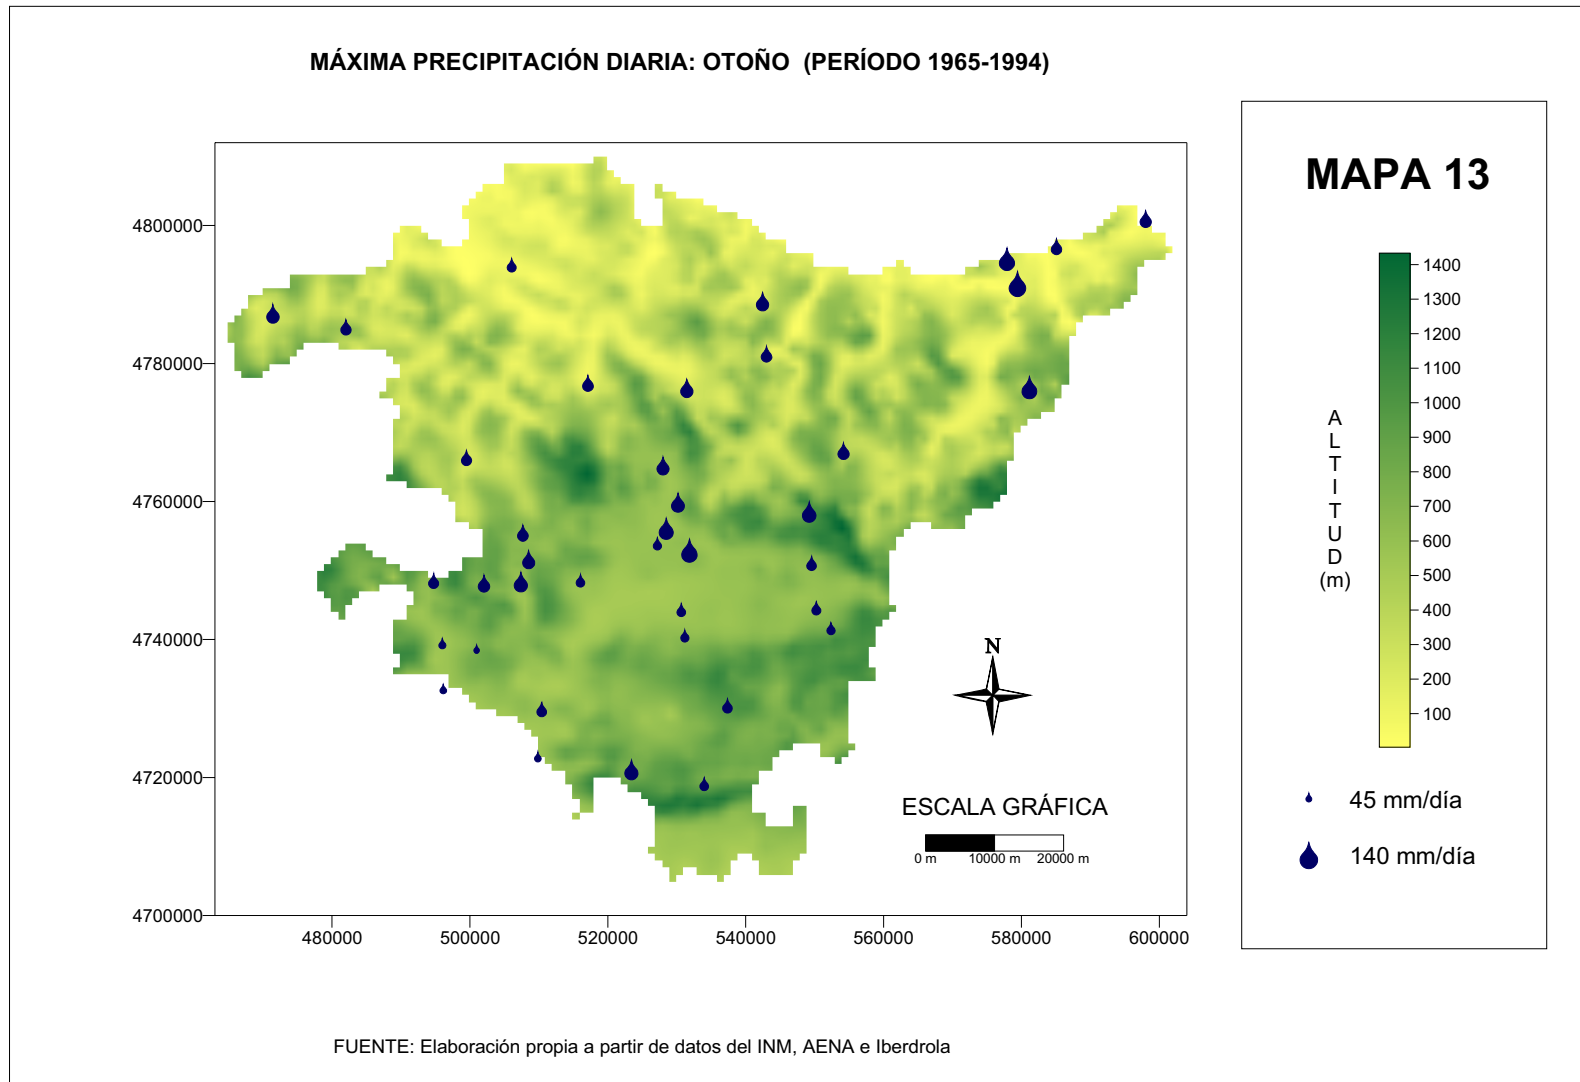 MÁXIMA PRECIPITACIÓN DIARIA: OTOÑO (PERÍODO 1965-1994)
MAPA 13
4800000
4780000
4760000
4740000
4720000
4700000
480000
500000
520000
540000
560000
580000
600000
N
ESCALA GRÁFICA
0 m
10000 m
20000 m
A
L
T
I
T
U
D
(m)
1400
1300
1200
1100
1000
900
800
700
600
500
400
300
200
100
45 mm/día
140 mm/día
FUENTE: Elaboración propia a partir de datos del INM, AENA e Iberdrola